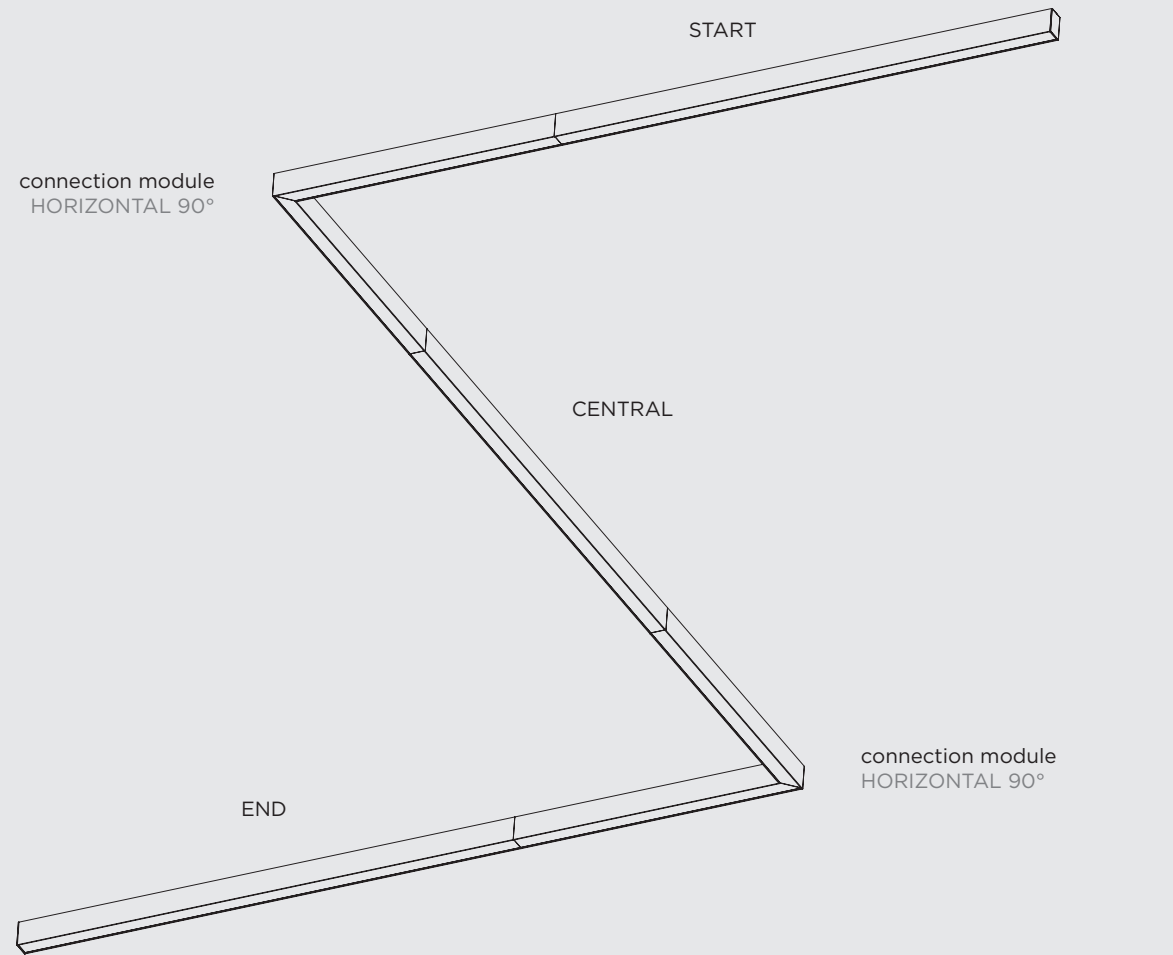 START
connection module
HORIZONTAL 90°
CENTRAL
connection module
HORIZONTAL 90°
END